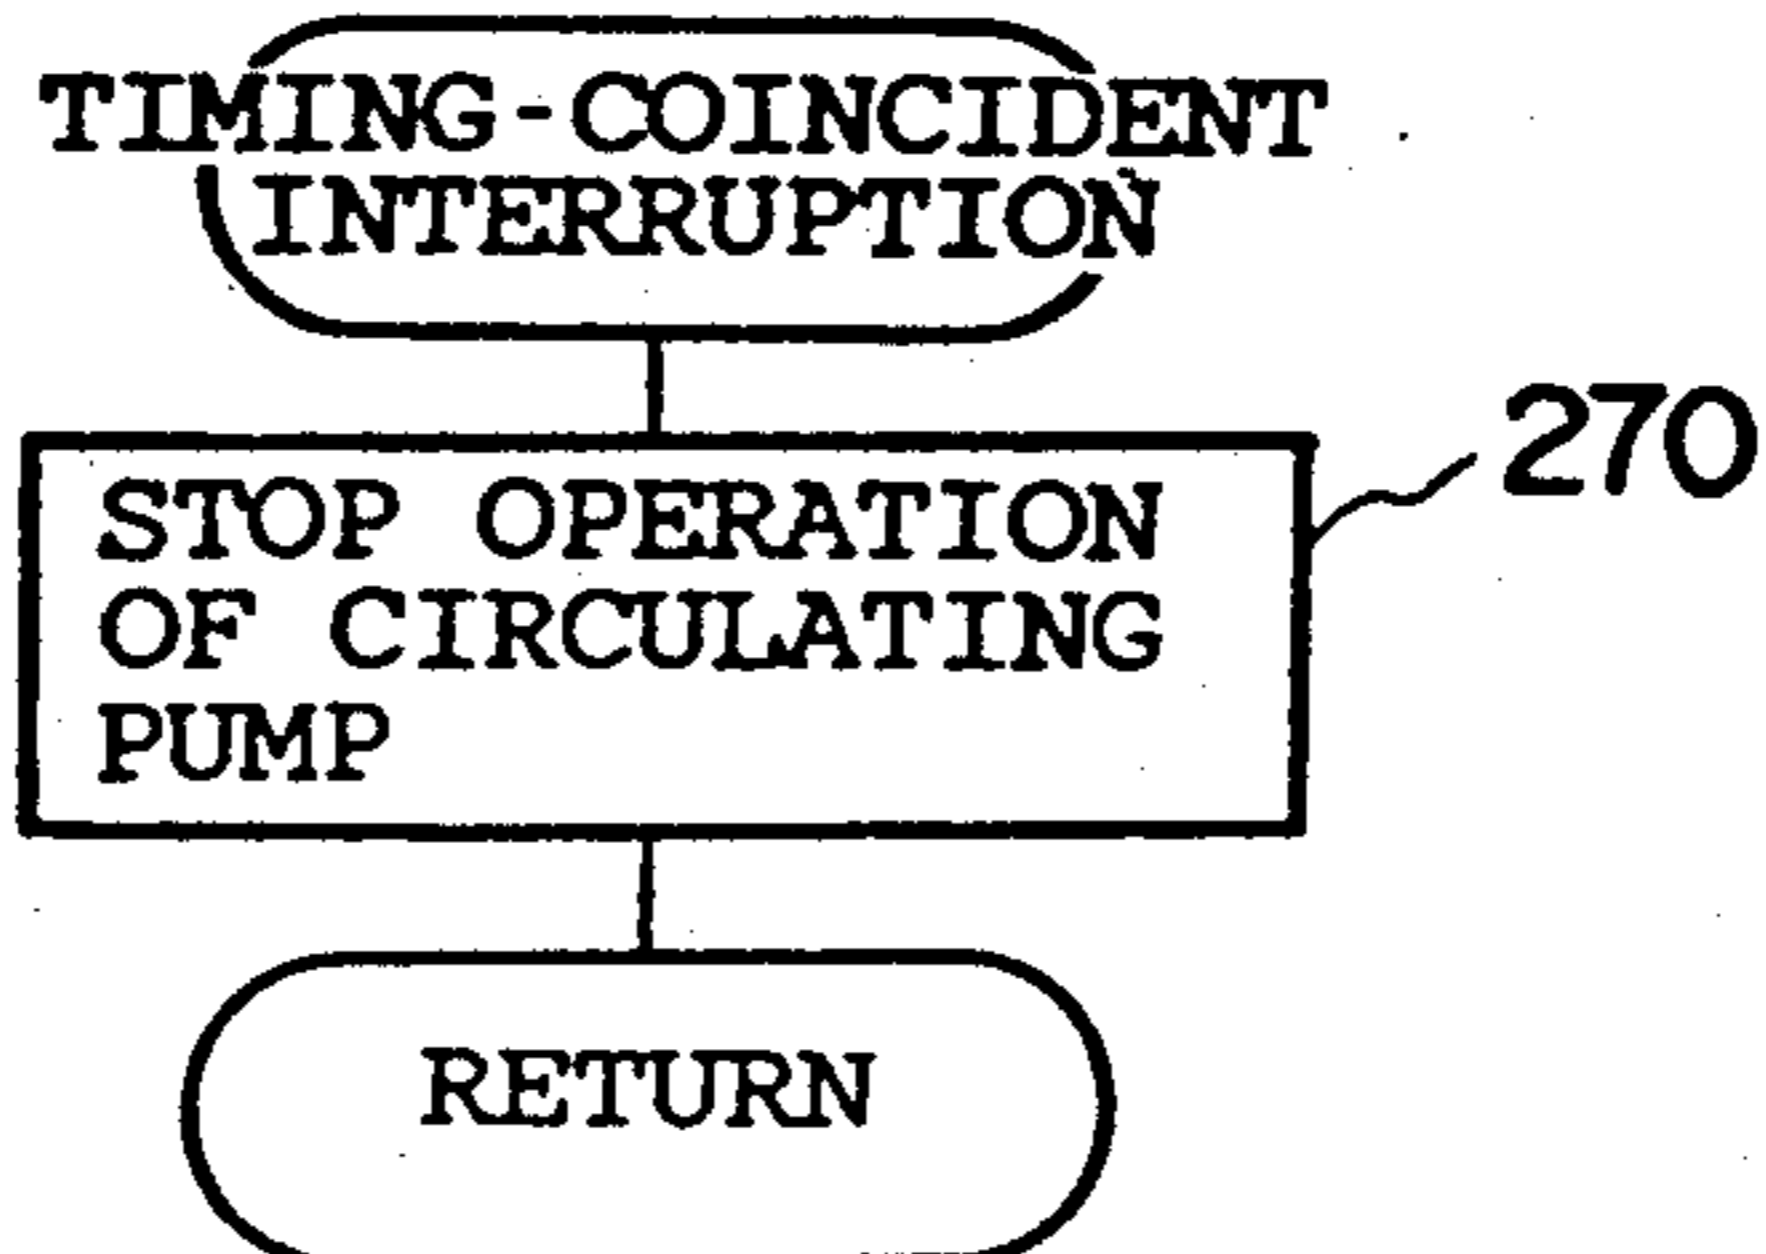 TIMING-COINCIDENT
INTERRUPTION
270
STOP OPERATION
OF CIRCULATING
PUMP
RETURN